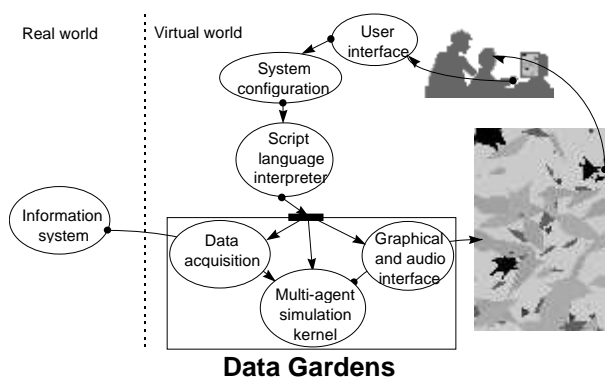 Real world
Virtual world
User
interface
System
configuration
Script
language
interpreter
Information
system
Data
acquisition
Graphical
and audio
interface
Multi-agent
simulation
kernel
Data Gardens